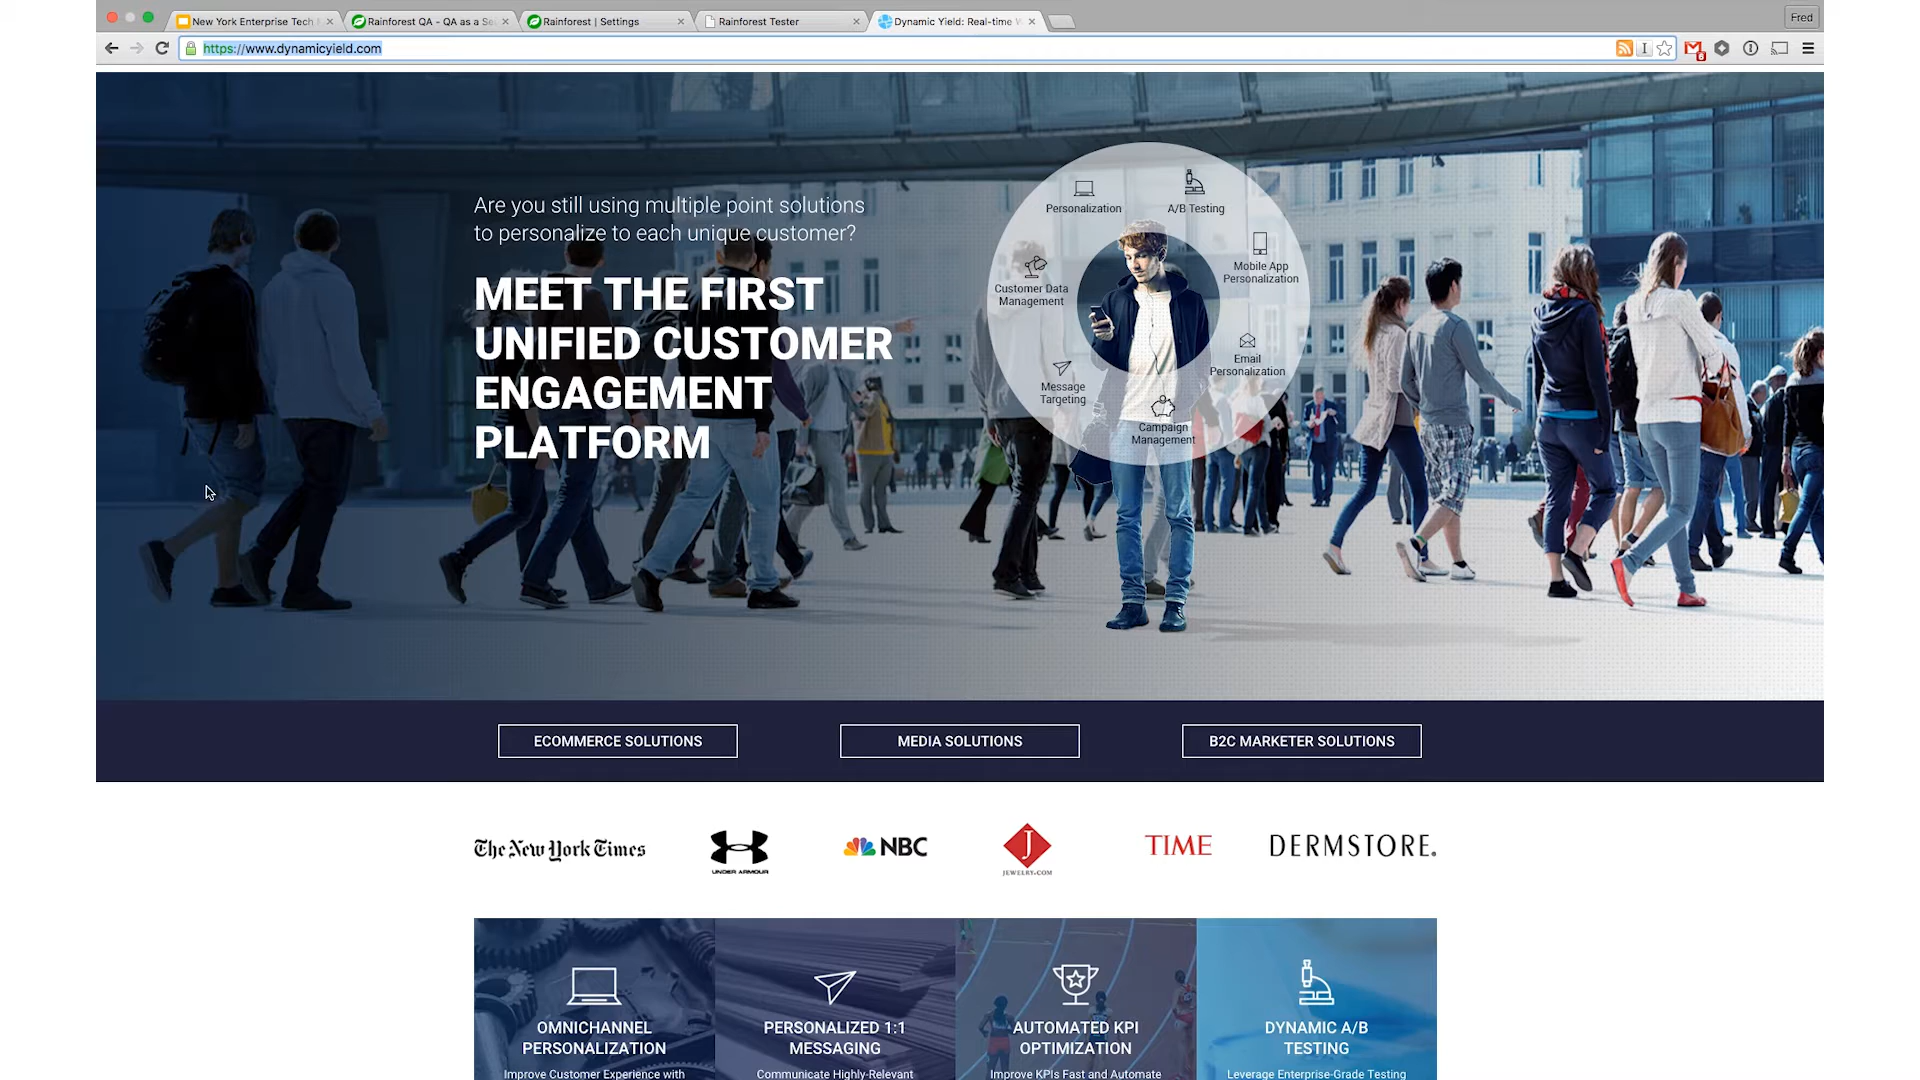 New York Enterprise Tech
Rainforest QA - QA as a Se
Rainforest | Settings
Rainforest Tester
Dynamic Yield: Real-time W
Fred
https://www.dynamicyield.com
Are you still using multiple point solutions
to personalize to each unique customer?
MEET THE FIRST
UNIFIED CUSTOMER
ENGAGEMENT
PLATFORM
Personalization
A/B Testing
Mobile App
Personalization
Customer Data
Management
Email
Personalization
Message
Targeting
Campaign
Management
ECOMMERCE SOLUTIONS
MEDIA SOLUTIONS
B2C MARKETER SOLUTIONS
The New York Times
UNDER ARMOUR
NBC
J
JEWELRY.COM
TIME
DERMSTORE.
OMNICHANNEL
PERSONALIZATION
Improve Customer Experience with
PERSONALIZED 1:1
MESSAGING
Communicate Highly-Relevant
AUTOMATED KPI
OPTIMIZATION
Improve KPIs Fast and Automate
DYNAMIC A/B
TESTING
Leverage Enterprise-Grade Testing